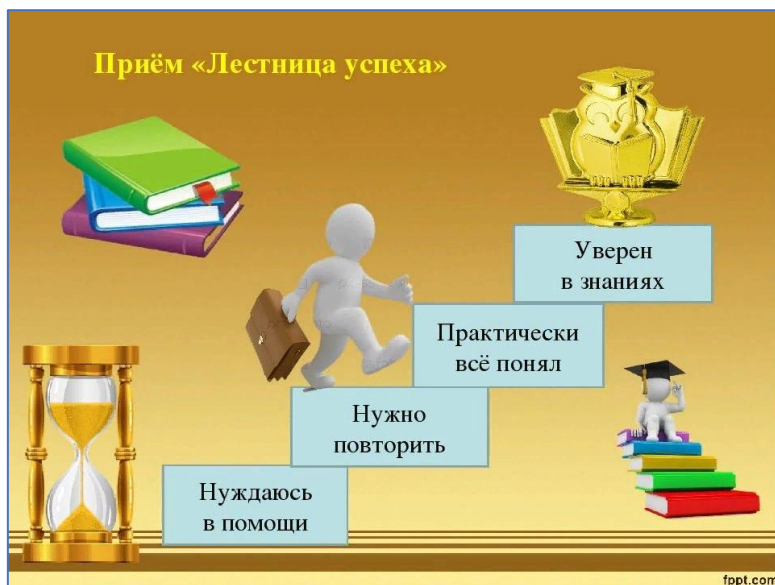 Приём «Лестница успеха»
Уверен
в знаниях
Практически
всё понял
Нужно
повторить
Нуждаюсь
в помощи
fppt.com